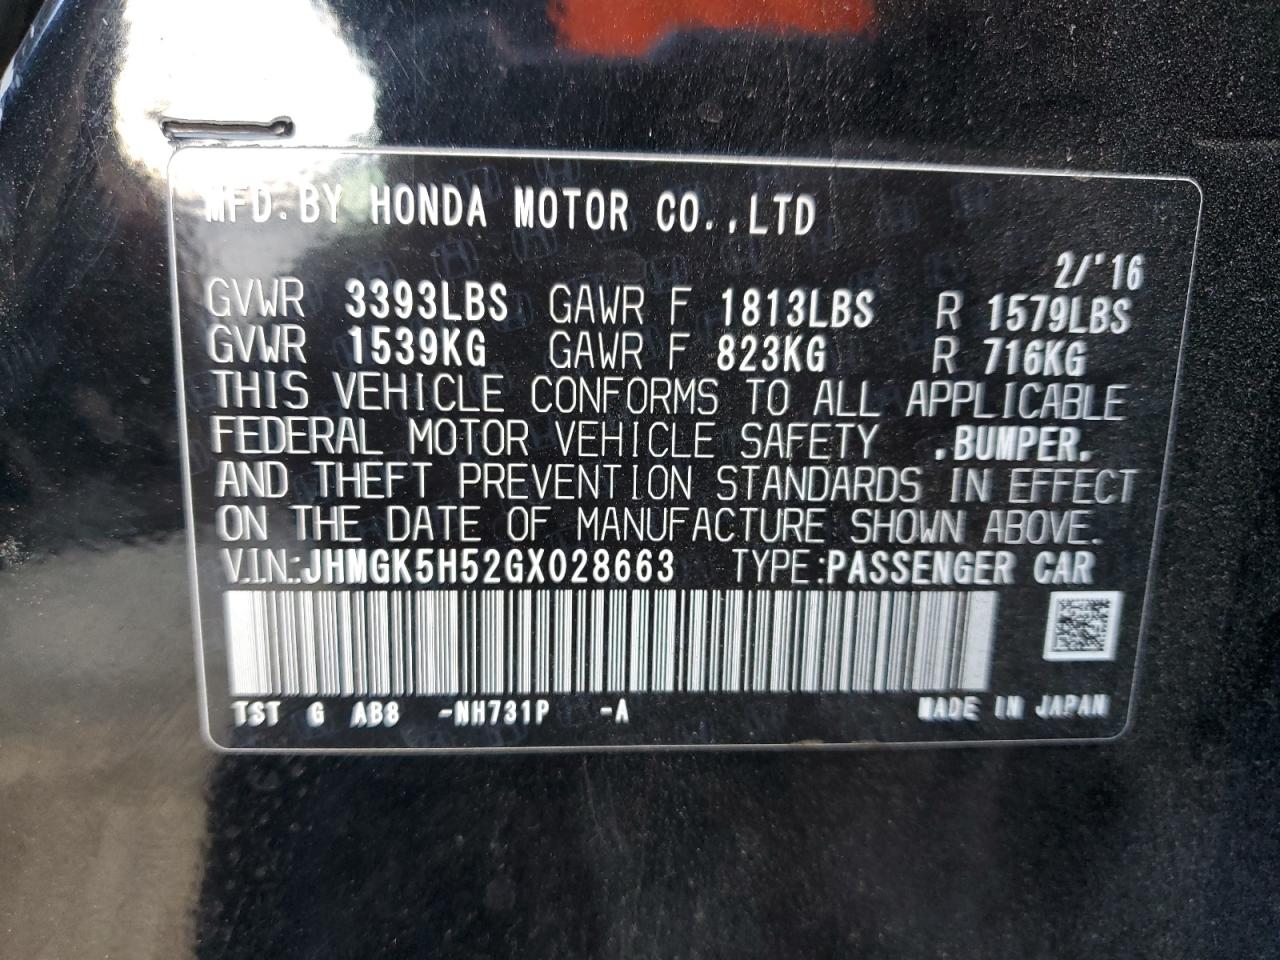 MFD.BY HONDA MOTOR CO.,LTD
2/'16
GVWR 3393LBS GAWR F 1813LBS R 1579LBS
GVWR 1539KG GAWR F 823KG R 716KG
THIS VEHICLE CONFORMS TO ALL APPLICABLE
FEDERAL MOTOR VEHICLE SAFETY ,BUMPER,
AND THEFT PREVENTION STANDARDS IN EFFECT
ON THE DATE OF MANUFACTURE SHOWN ABOVE.
V.I.N.:JHMGK5H52GX028663 TYPE:PASSENGER CAR
TST G AB8 -NH731P -A MADE IN JAPAN